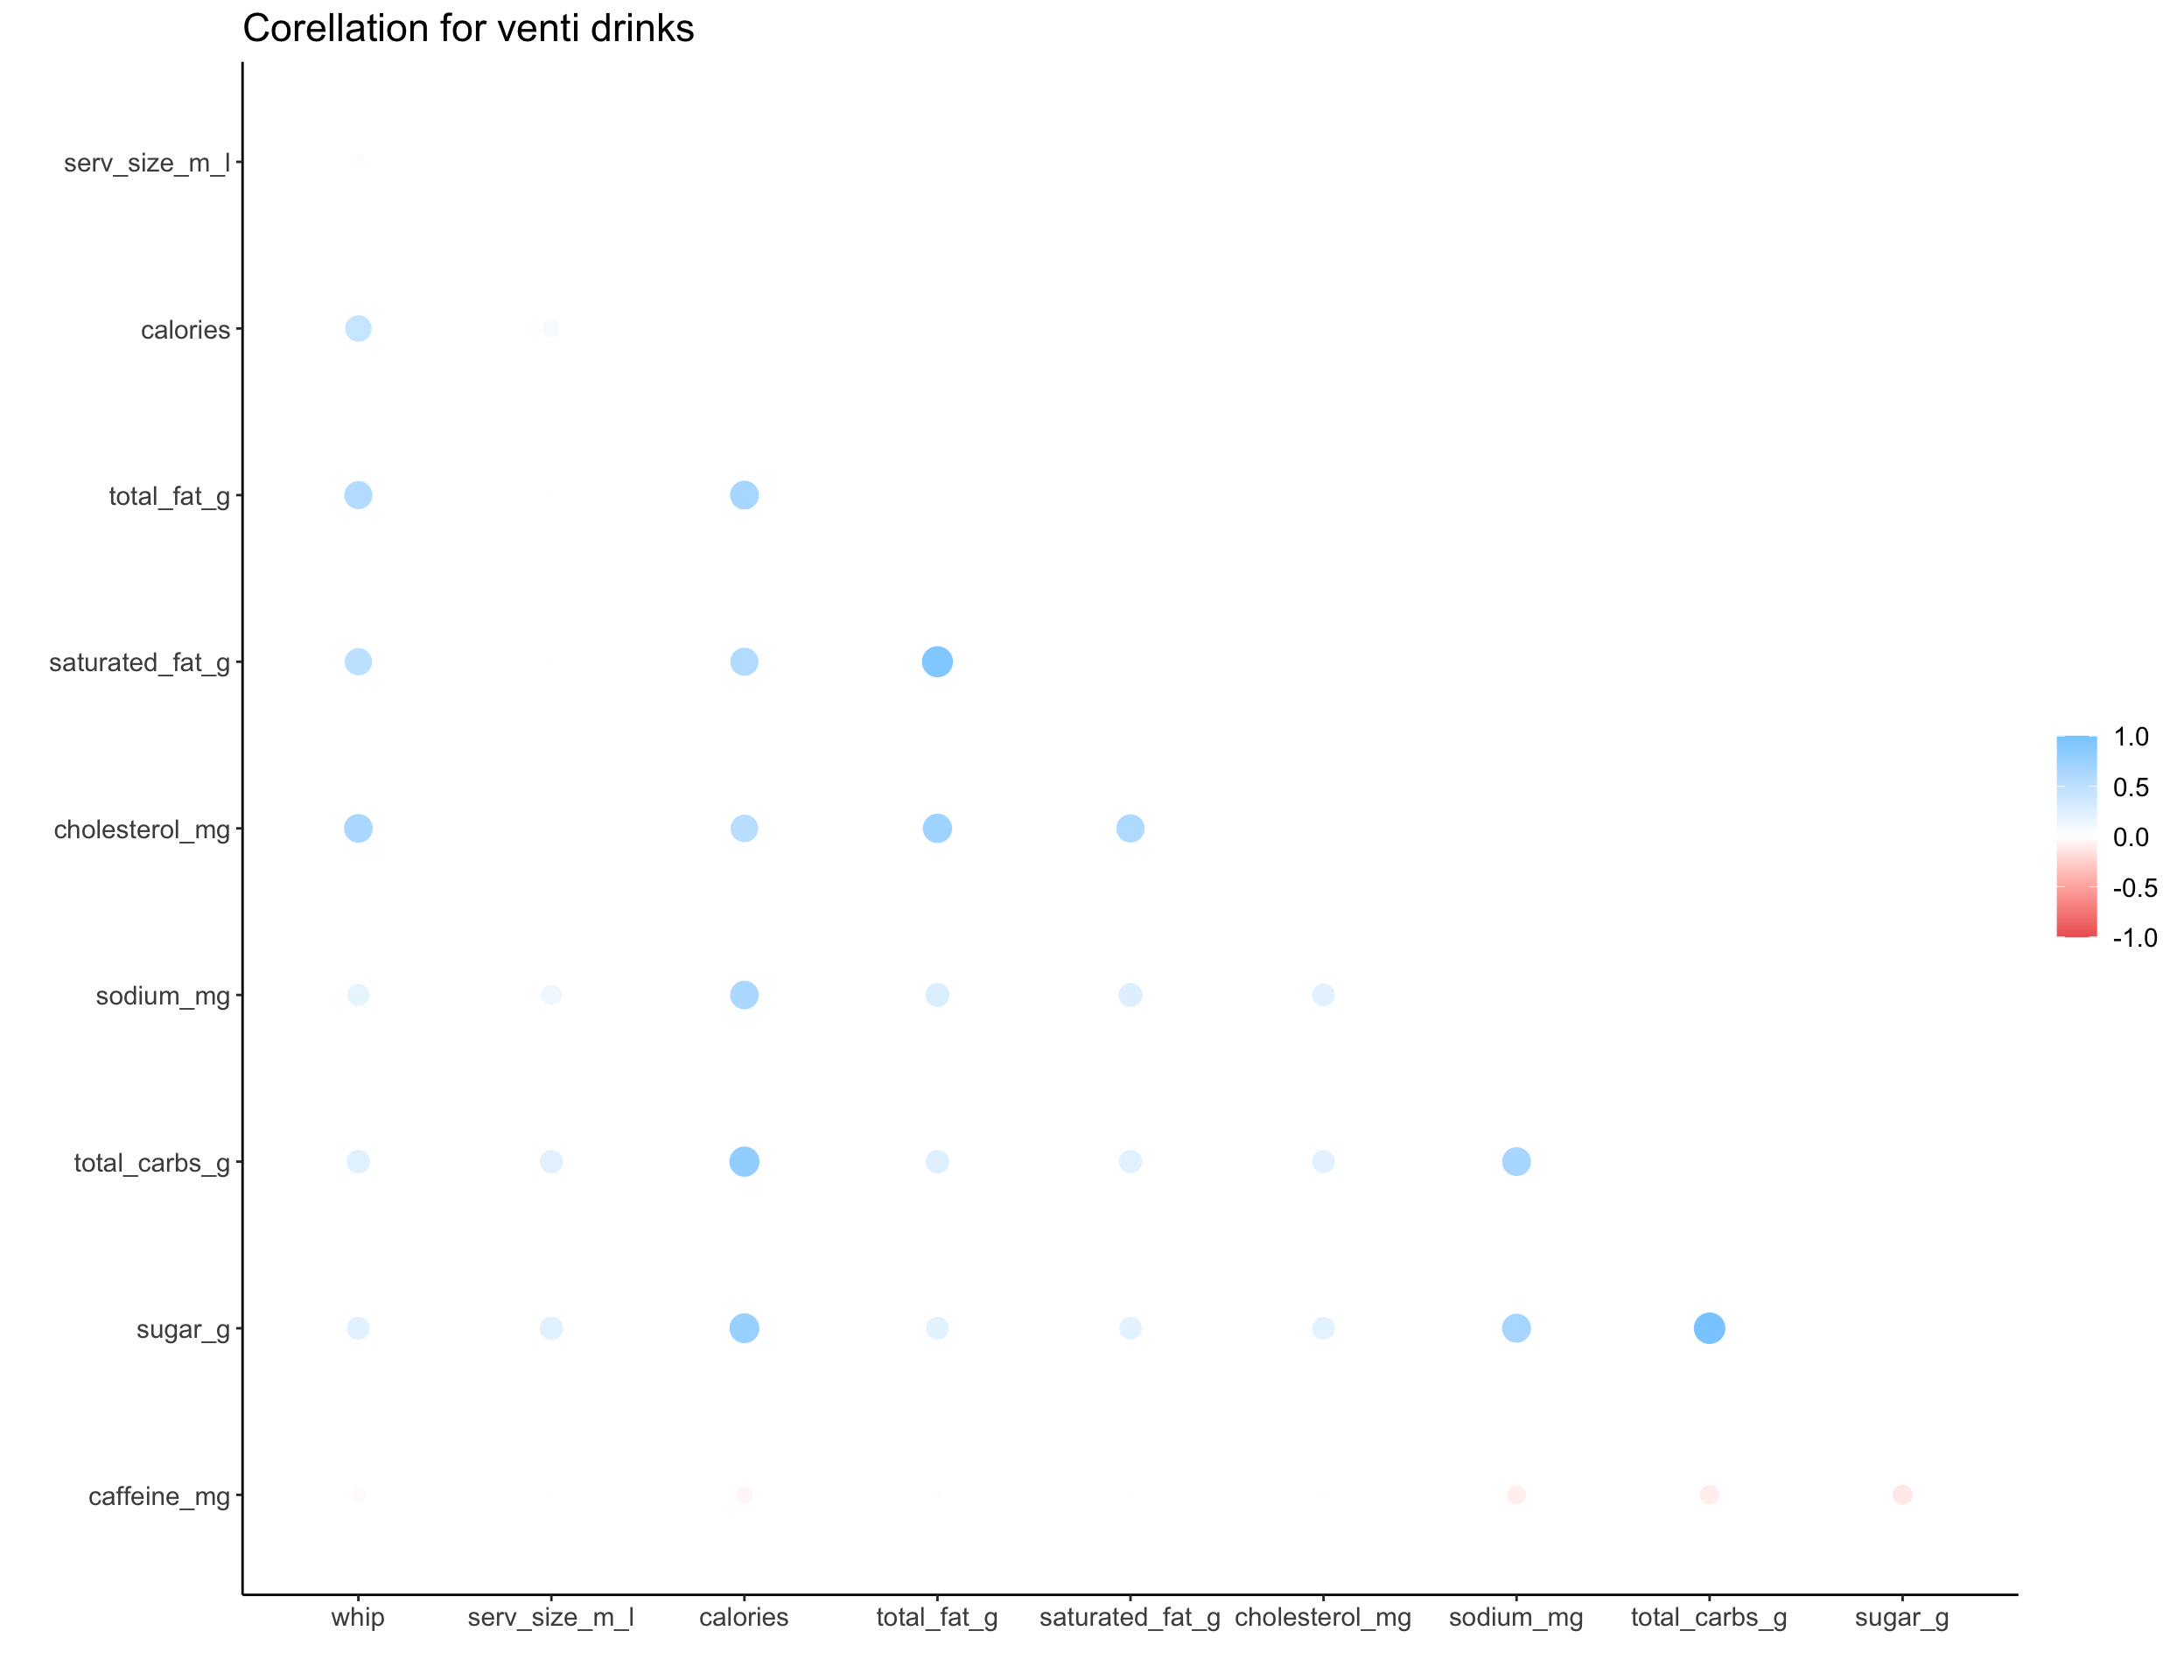 Corellation for venti drinks
serv_size_m_l
calories
total_fat_g
saturated_fat_g
cholesterol_mg
sodium_mg
total_carbs_g
sugar_g
caffeine_mg
whip serv_size_m_l calories total_fat_g saturated_fat_g cholesterol_mg sodium_mg total_carbs_g sugar_g
1.0
0.5
0.0
-0.5
-1.0